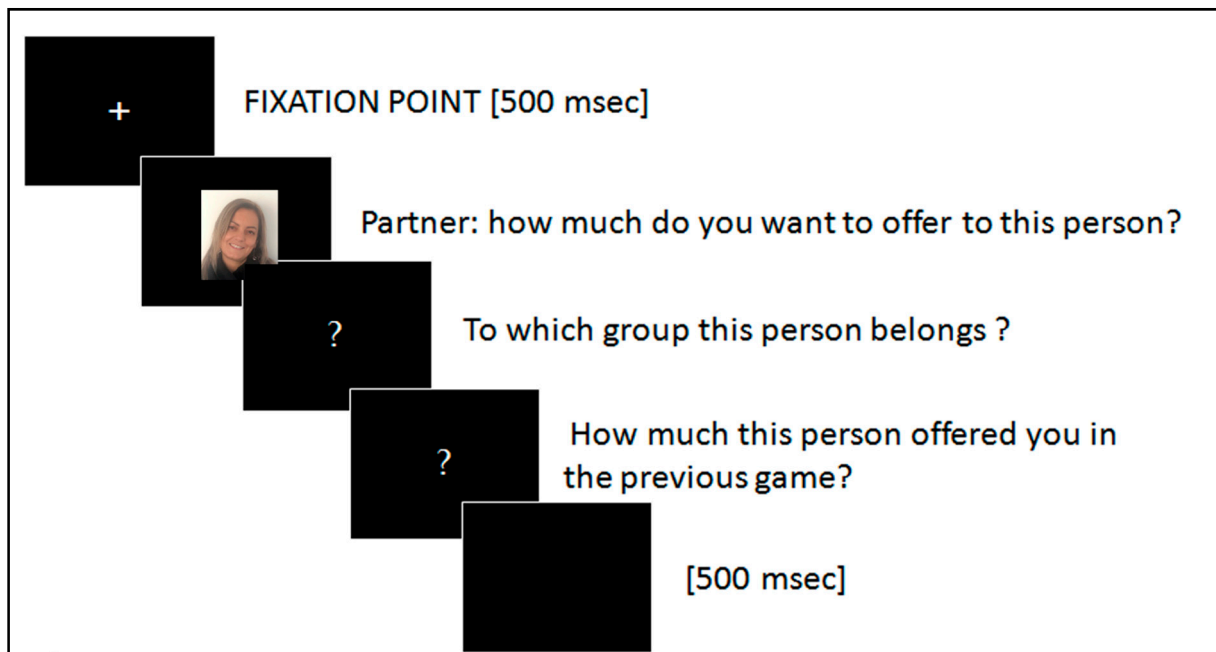 +
FIXATION POINT [500 msec]
Partner: how much do you want to offer to this person?
?
To which group this person belongs ?
?
How much this person offered you in
the previous game?
[500 msec]